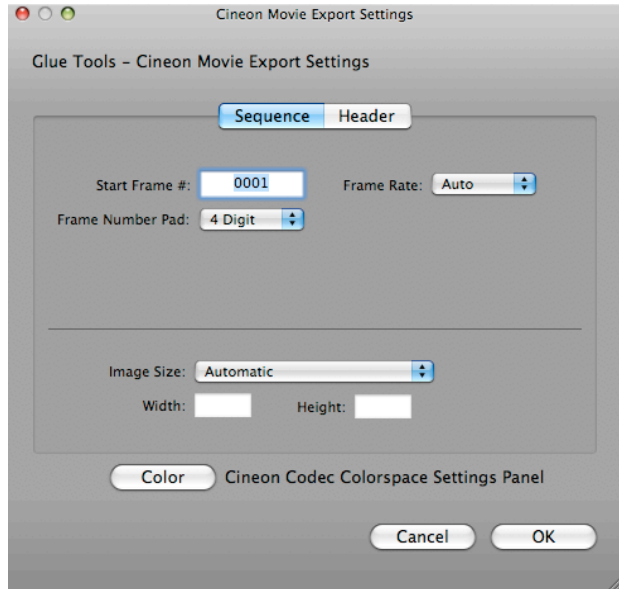 Cineon Movie Export Settings
Glue Tools – Cineon Movie Export Settings
Sequence Header
Start Frame #: 0001 Frame Rate: Auto
Frame Number Pad: 4 Digit
Image Size: Automatic
Width: Height:
Color Cineon Codec Colorspace Settings Panel
Cancel OK